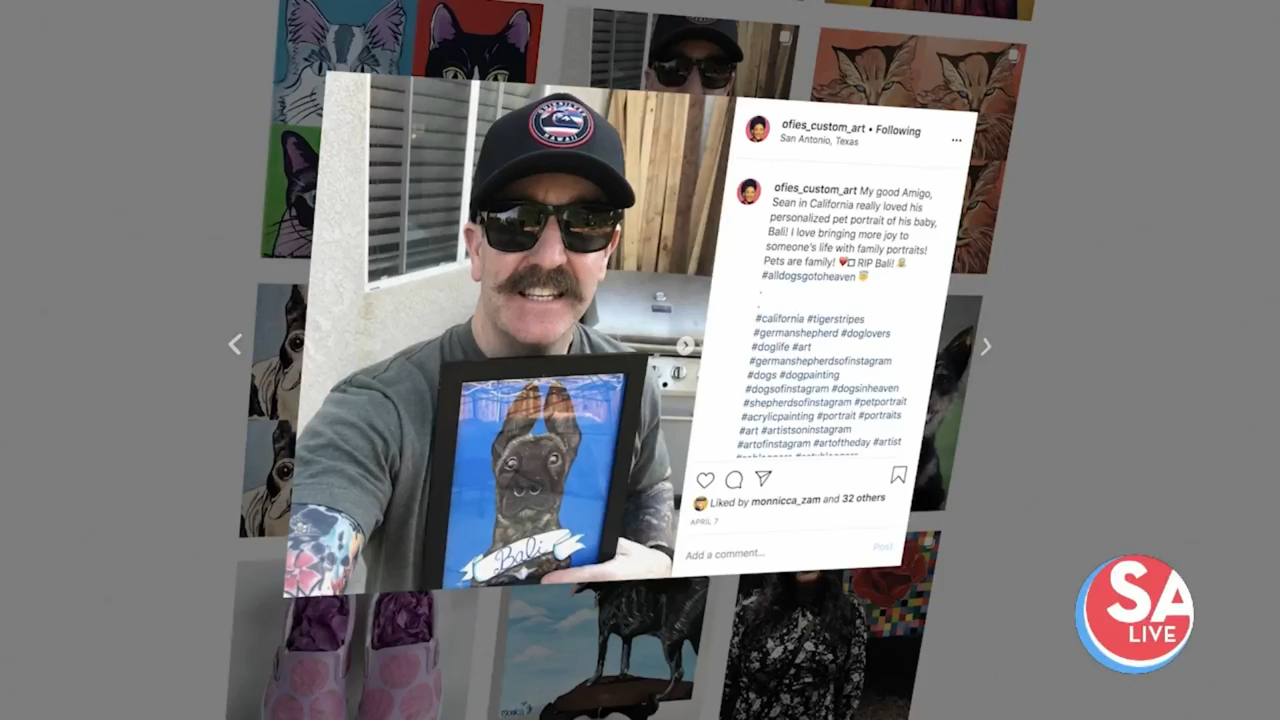 ofies_custom_art • Following
San Antonio, Texas
ofies_custom_art My good Amigo,
Sean in California really loved his
personalized pet portrait of his baby,
Bali! I love bringing more joy to
someone's life with family portraits!
Pets are family! RIP Bali!
#alldogsgotoheaven
.
.
#california #tigerstripes
#germanshepherd #doglovers
#doglife #art
#germanshepherdsofinstagram
#dogs #dogpainting
#dogsofinstagram #dogsinheaven
#shepherdsofinstagram #petportrait
#acrylicpainting #portrait #portraits
#art #artistsoninstagram
#artofinstagram #artoftheday #artist
Liked by monnicca_zam and 32 others
APRIL 7
Add a comment...
Post
Bali
SA
LIVE